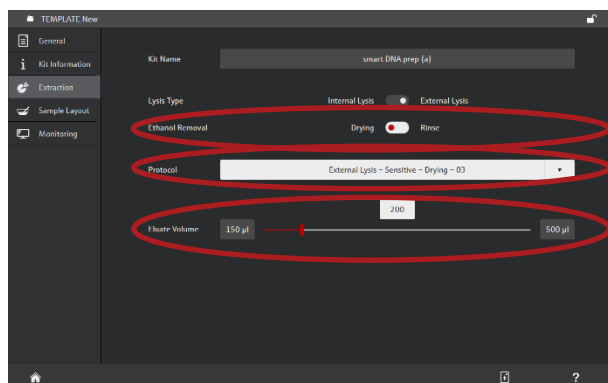 TEMPLATE New
General
Kit Information
Extraction
Sample Layout
Monitoring
Kit Name smart DNA prep (a)
Lysis Type Internal Lysis External Lysis
Ethanol Removal Drying Rinse
Protocol External Lysis – Sensitive – Drying – 03
200
Eluate Volume 150 µl 500 µl
?